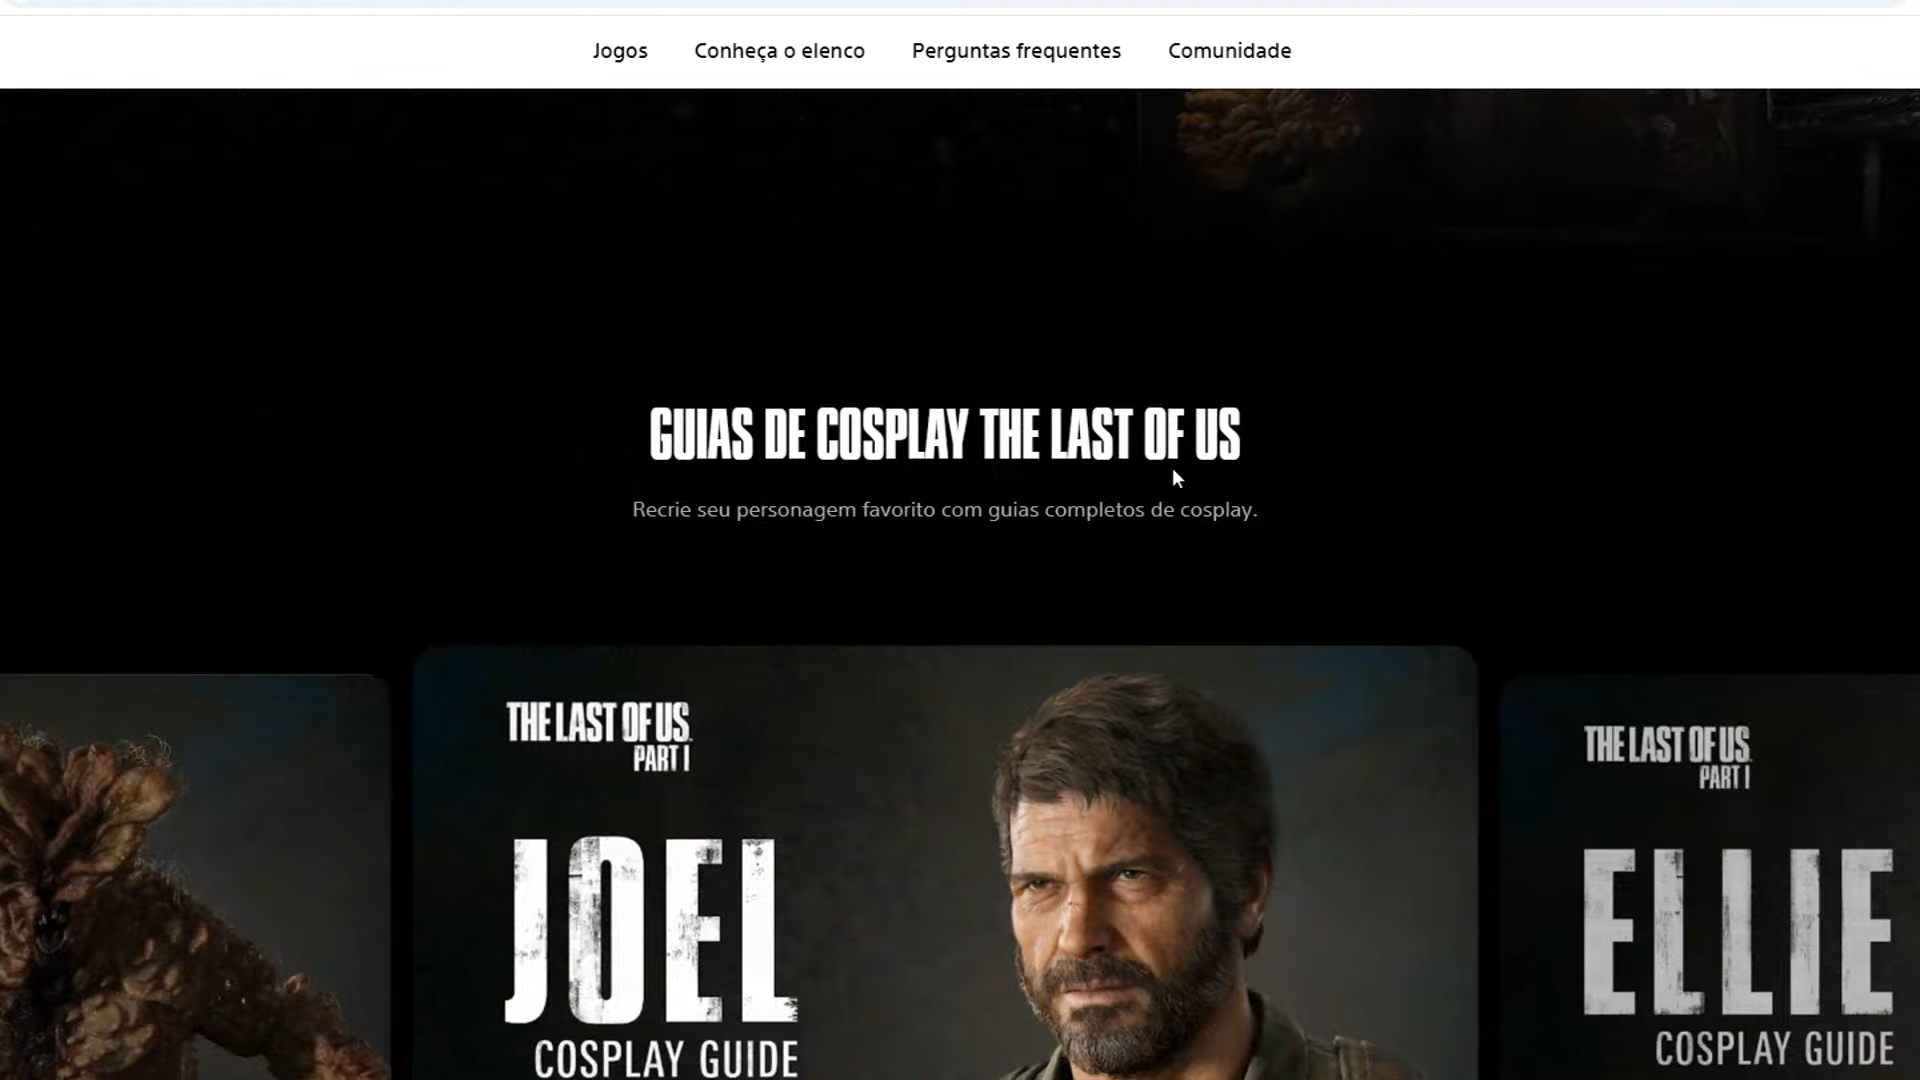 Jogos Conheça o elenco Perguntas frequentes Comunidade
GUIAS DE COSPLAY THE LAST OF US
Recrie seu personagem favorito com guias completos de cosplay.
THE LAST OF US
PART I
JOEL
COSPLAY GUIDE
THE LAST OF US
PART I
ELLIE
COSPLAY GUIDE